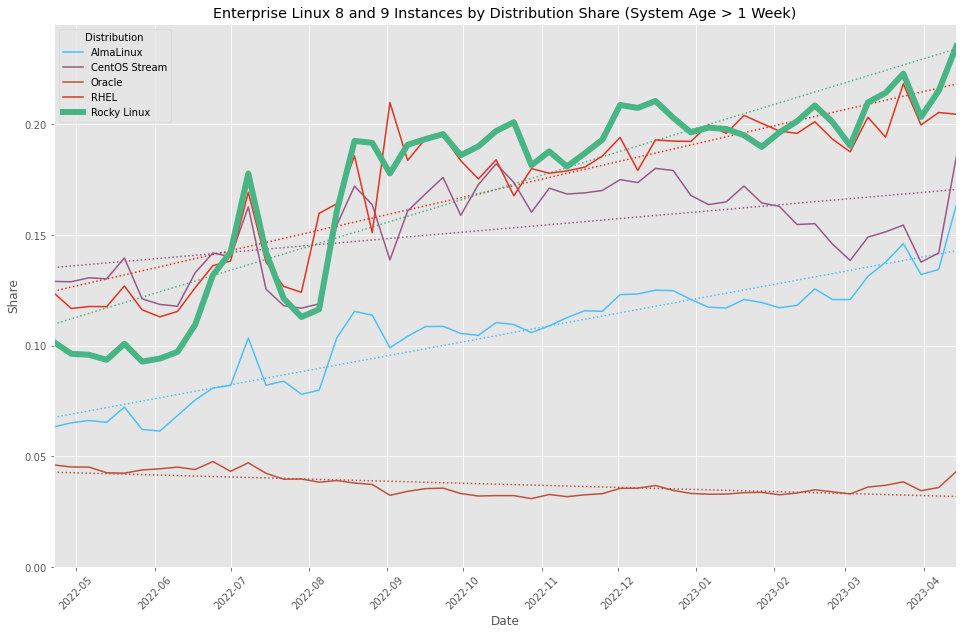 Enterprise Linux 8 and 9 Instances by Distribution Share (System Age > 1 Week)
Distribution
AlmaLinux
CentOS Stream
Oracle
RHEL
Rocky Linux
Share
0.20
0.15
0.10
0.05
0.00
2022-05
2022-06
2022-07
2022-08
2022-09
2022-10
2022-11
2022-12
2023-01
2023-02
2023-03
2023-04
Date